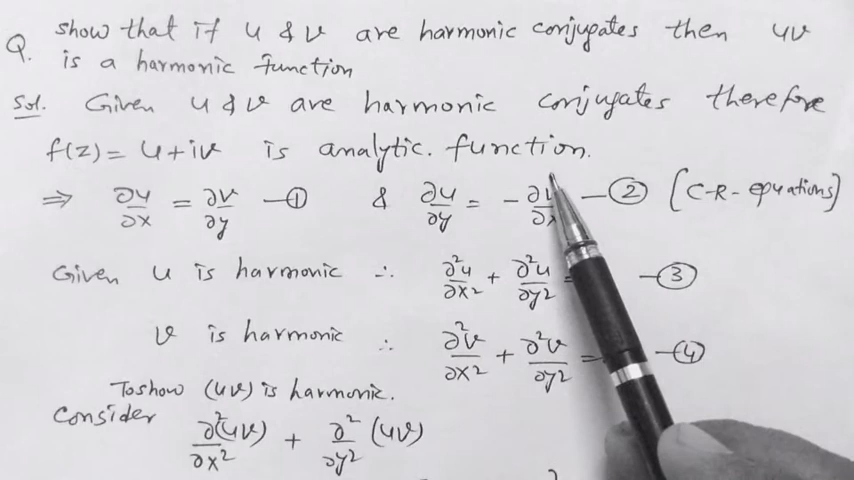 Q. show that if u & v are harmonic conjugates then uv
is a harmonic function
Sol. Given u & v are harmonic conjugates therefore
f(z) = u + iv is analytic. function.
⇒ ∂u/∂x = ∂v/∂y —① & ∂u/∂y = - ∂v/∂x —② [C-R- equations]
Given u is harmonic ∴ ∂²u/∂x² + ∂²u/∂y² = —③
v is harmonic ∴ ∂²v/∂x² + ∂²v/∂y² = —④
To show (uv) is harmonic.
Consider
∂²(uv)/∂x² + ∂²/∂y² (uv)